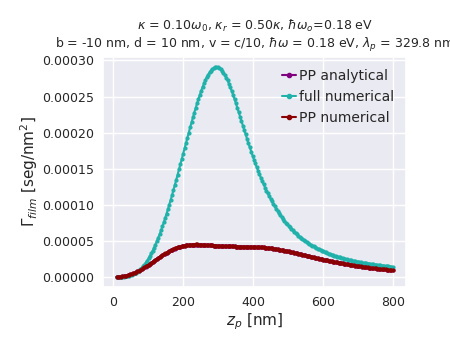 κ = 0.10ω₀, κᵣ = 0.50κ, ħωₒ=0.18 eV
b = -10 nm, d = 10 nm, v = c/10, ħω = 0.18 eV, λₚ = 329.8 nm
0.00030
0.00025
0.00020
0.00015
0.00010
0.00005
0.00000
Γ_film [seg/nm²]
PP analytical
full numerical
PP numerical
0 200 400 600 800
zₚ [nm]